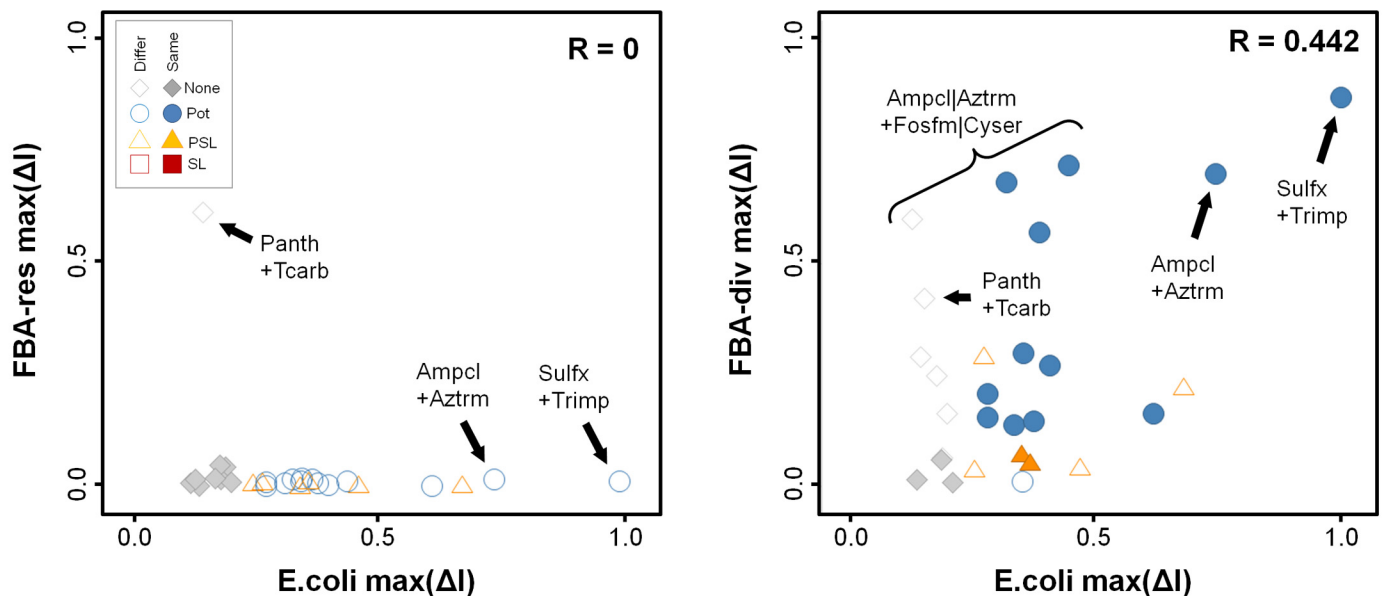 R = 0
Differ
Same
None
Pot
PSL
SL
Panth
+Tcarb
Ampcl
+Aztrm
Sulfx
+Trimp
1.0
0.5
0.0
FBA-res max(ΔI)
0.0
0.5
1.0
E.coli max(ΔI)
R = 0.442
Ampcl|Aztrm
+Fosfm|Cyser
Sulfx
+Trimp
Ampcl
+Aztrm
Panth
+Tcarb
1.0
0.5
0.0
FBA-div max(ΔI)
0.0
0.5
1.0
E.coli max(ΔI)